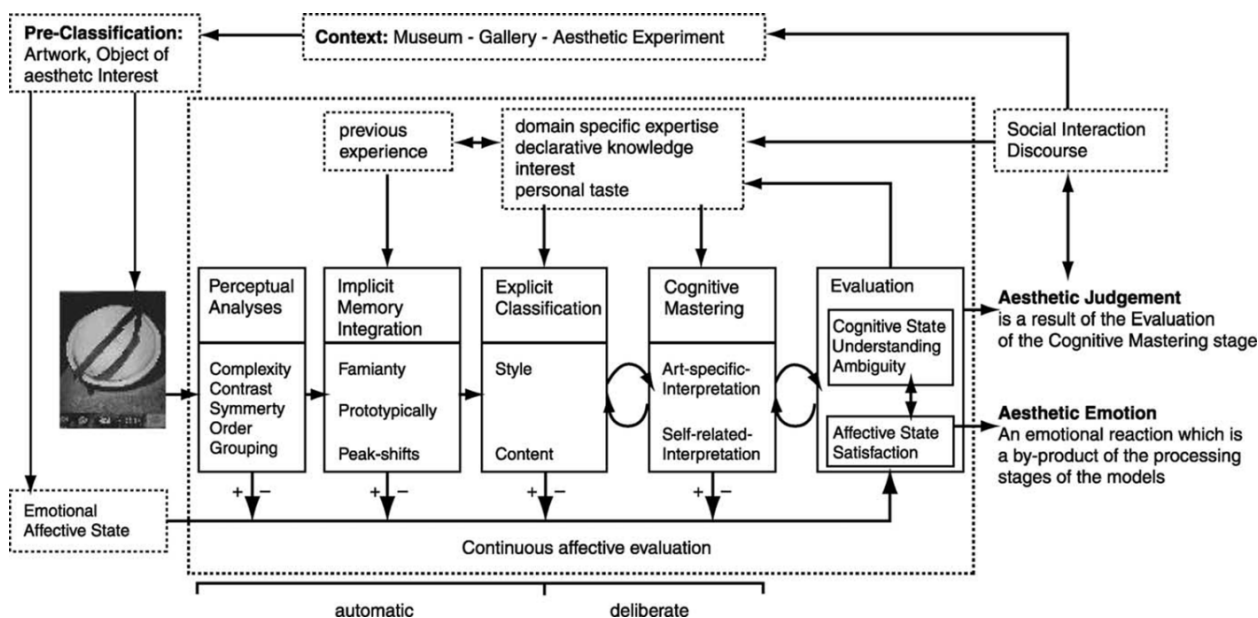 Pre-Classification:
Artwork, Object of
aesthetc Interest
Context: Museum - Gallery - Aesthetic Experiment
previous
experience
domain specific expertise
declarative knowledge
interest
personal taste
Social Interaction
Discourse
Perceptual
Analyses
Complexity
Contrast
Symmerty
Order
Grouping
Implicit
Memory
Integration
Famianty
Prototypically
Peak-shifts
Explicit
Classification
Style
Content
Cognitive
Mastering
Art-specific-
Interpretation
Self-related-
Interpretation
Evaluation
Cognitive State
Understanding
Ambiguity
Affective State
Satisfaction
Aesthetic Judgement
is a result of the Evaluation
of the Cognitive Mastering stage
Aesthetic Emotion
An emotional reaction which is
a by-product of the processing
stages of the models
Emotional
Affective State
+ −
+ −
+ −
+ −
Continuous affective evaluation
automatic
deliberate